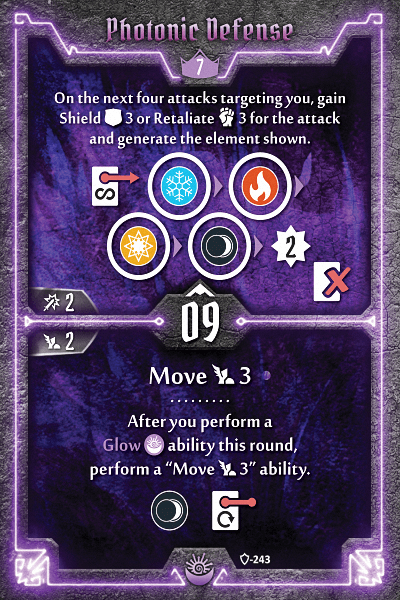 Photonic Defense
7
On the next four attacks targeting you, gain
Shield 3 or Retaliate 3 for the attack
and generate the element shown.
S
2
2
09
2
Move 3
After you perform a
Glow ability this round,
perform a “Move 3” ability.
-243